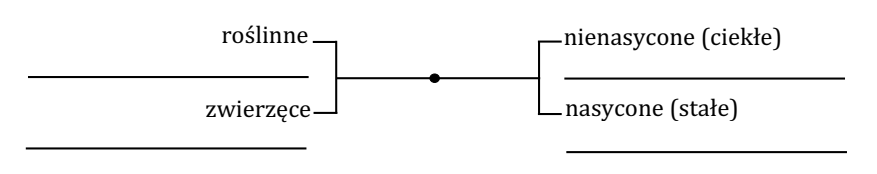 roślinne
zwierzęce
nienasycone (ciekłe)
nasycone (stałe)